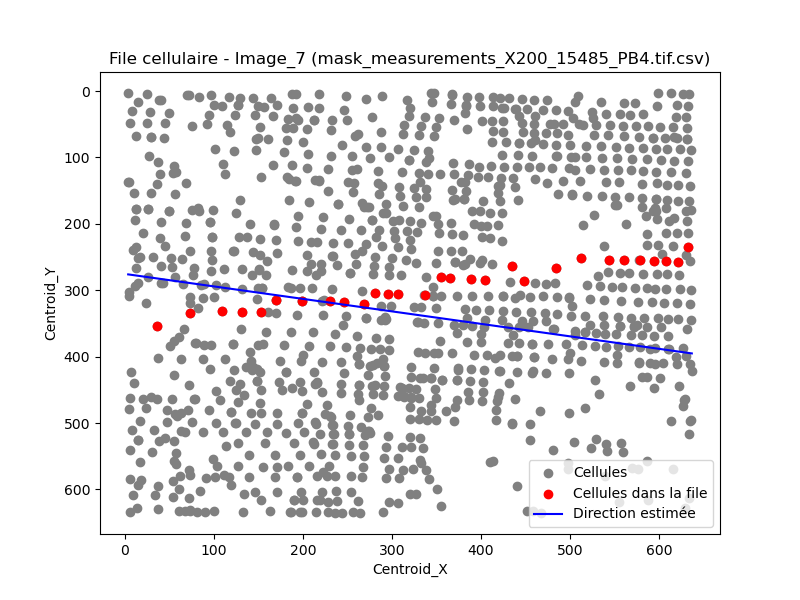 File cellulaire - Image_7 (mask_measurements_X200_15485_PB4.tif.csv)
0
100
200
300
400
500
600
Centroid_Y
Cellules
Cellules dans la file
Direction estimée
0 100 200 300 400 500 600
Centroid_X